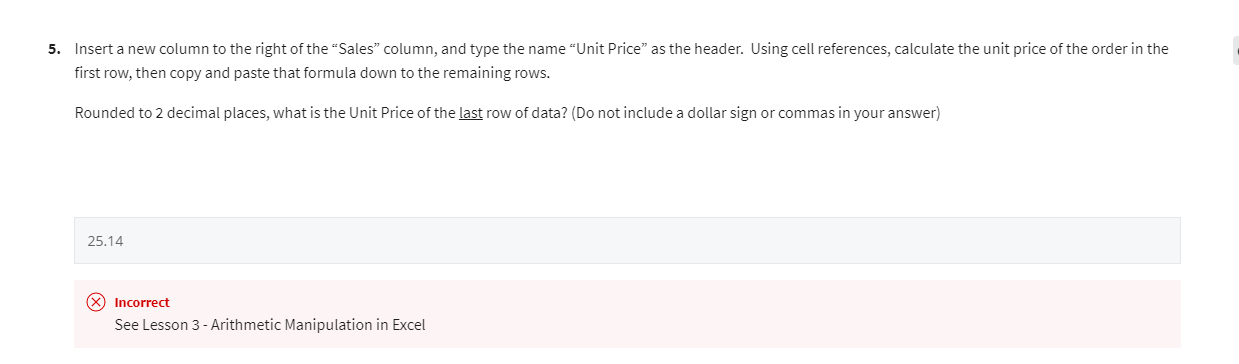 5. Insert a new column to the right of the “Sales” column, and type the name “Unit Price” as the header. Using cell references, calculate the unit price of the order in the
first row, then copy and paste that formula down to the remaining rows.
Rounded to 2 decimal places, what is the Unit Price of the last row of data? (Do not include a dollar sign or commas in your answer)
25.14
Incorrect
See Lesson 3 - Arithmetic Manipulation in Excel